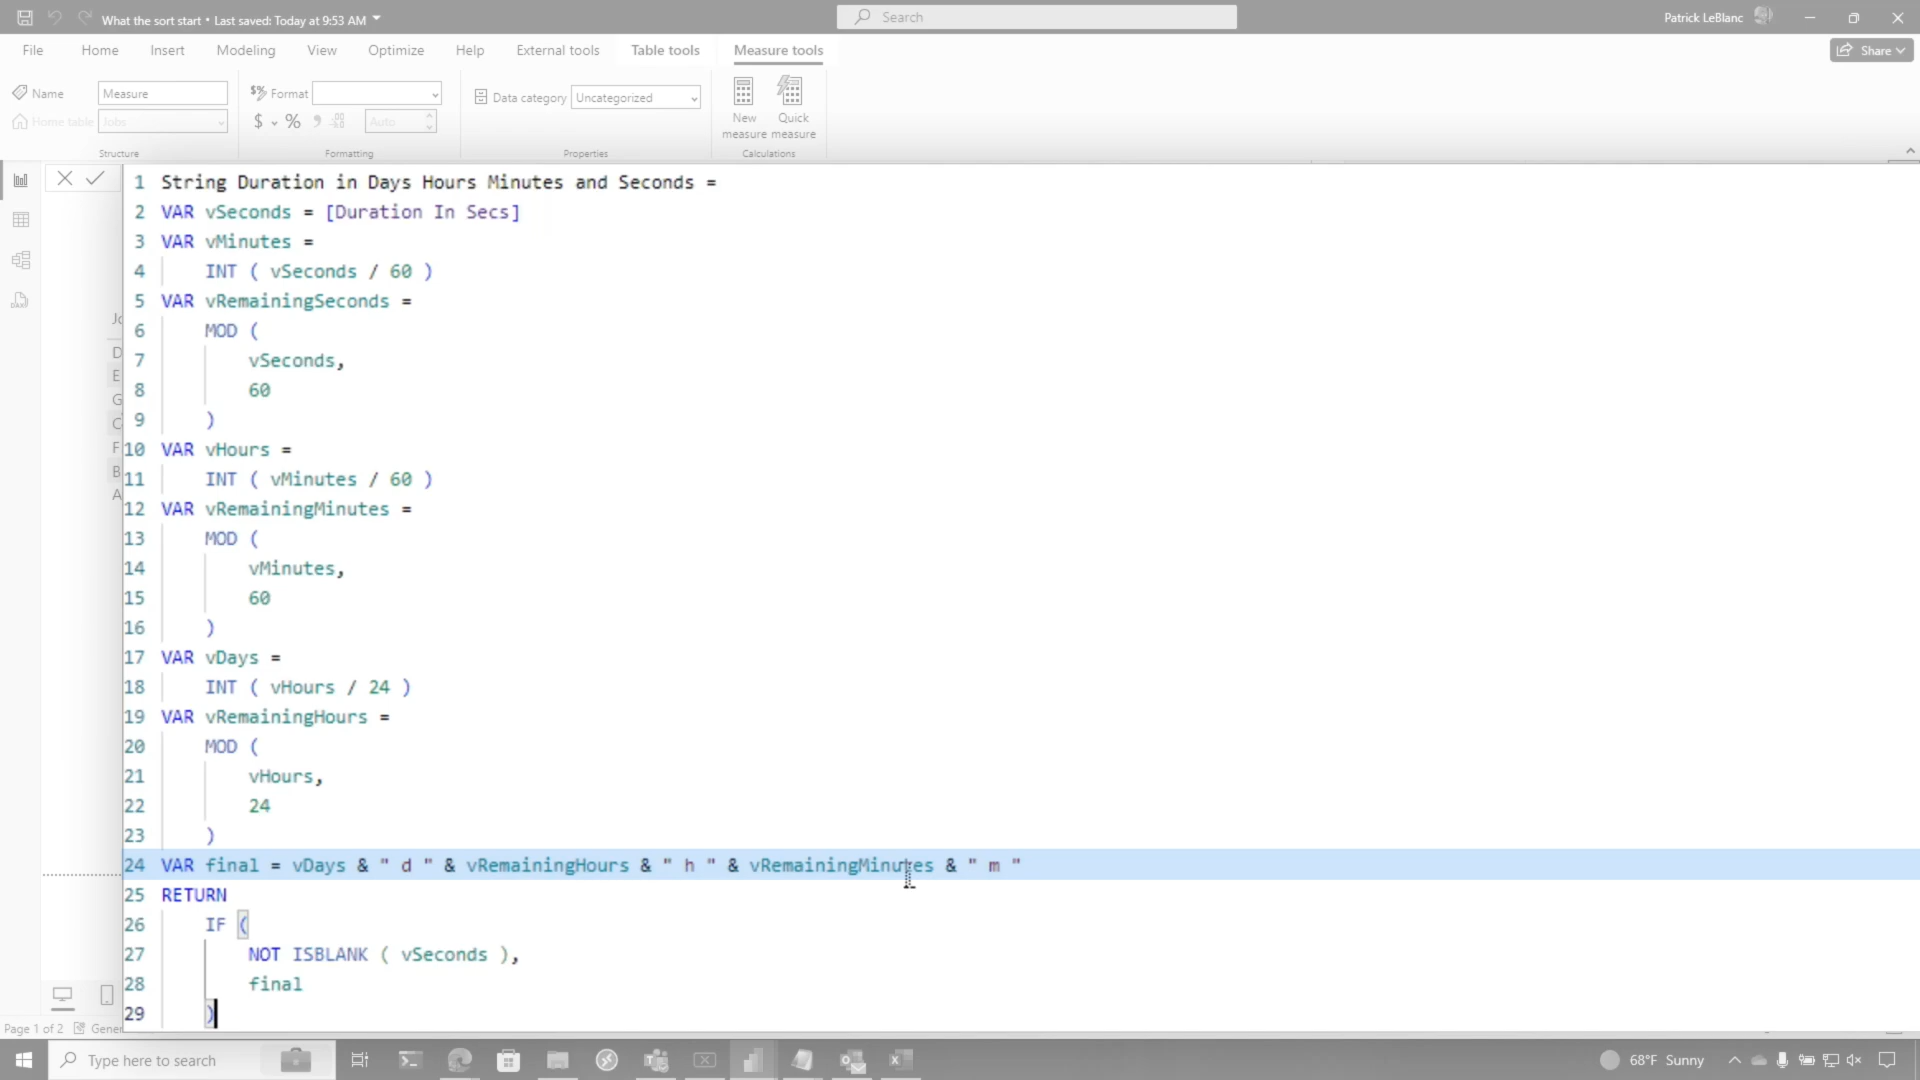 What the sort start • Last saved: Today at 9:53 AM
Search
Patrick LeBlanc
File Home Insert Modeling View Optimize Help External tools Table tools Measure tools
Share
Name Measure
Format
Data category Uncategorized
New measure
Quick measure
Home table Jobs
$ % Auto
Structure Formatting Properties Calculations
1 String Duration in Days Hours Minutes and Seconds =
2 VAR vSeconds = [Duration In Secs]
3 VAR vMinutes =
4 INT ( vSeconds / 60 )
5 VAR vRemainingSeconds =
6 MOD (
7 vSeconds,
8 60
9 )
10 VAR vHours =
11 INT ( vMinutes / 60 )
12 VAR vRemainingMinutes =
13 MOD (
14 vMinutes,
15 60
16 )
17 VAR vDays =
18 INT ( vHours / 24 )
19 VAR vRemainingHours =
20 MOD (
21 vHours,
22 24
23 )
24 VAR final = vDays & " d " & vRemainingHours & " h " & vRemainingMinutes & " m "
25 RETURN
26 IF (
27 NOT ISBLANK ( vSeconds ),
28 final
29 )
D
E
G
C
F
B
A
Page 1 of 2
Type here to search
68°F Sunny